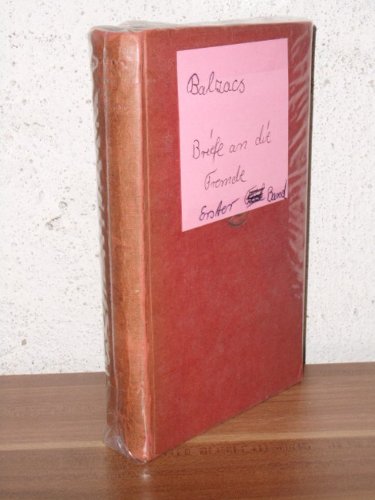 Balzacs
Briefe an die
Fremde
Erster Band